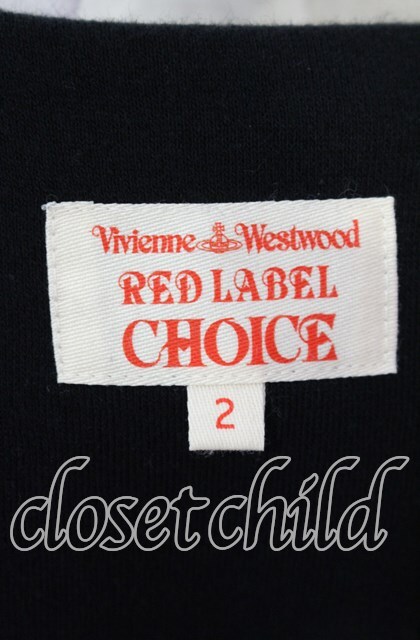 Vivienne Westwood
RED LABEL
CHOICE
2
closet child